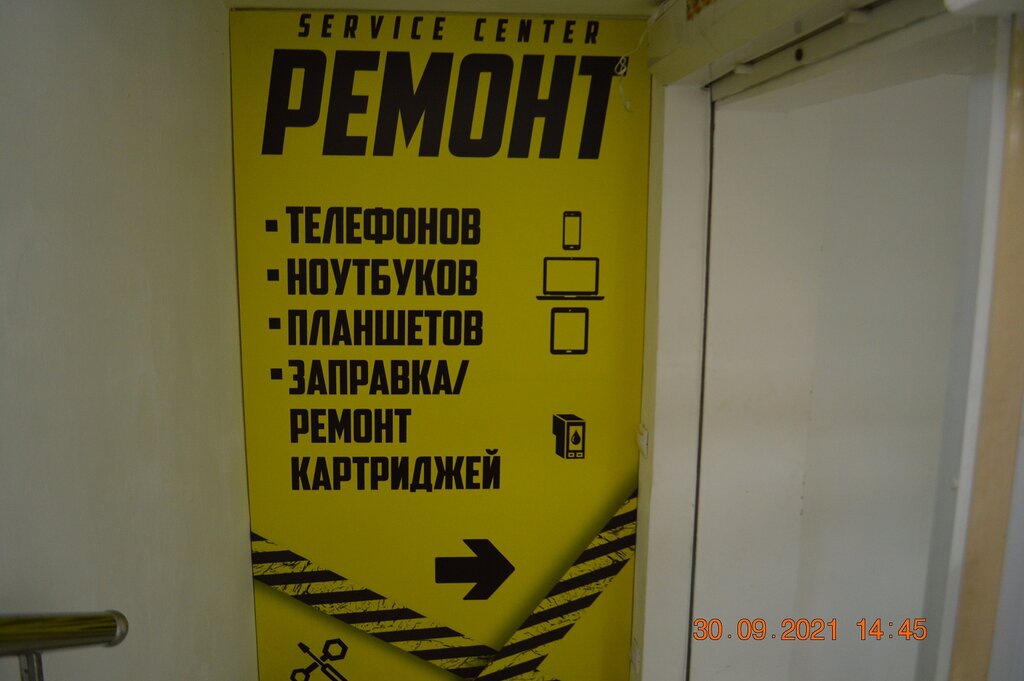 SERVICE CENTER
РЕМОНТ
▪ ТЕЛЕФОНОВ
▪ НОУТБУКОВ
▪ ПЛАНШЕТОВ
▪ ЗАПРАВКА/
РЕМОНТ
КАРТРИДЖЕЙ
30.09.2021 14:45